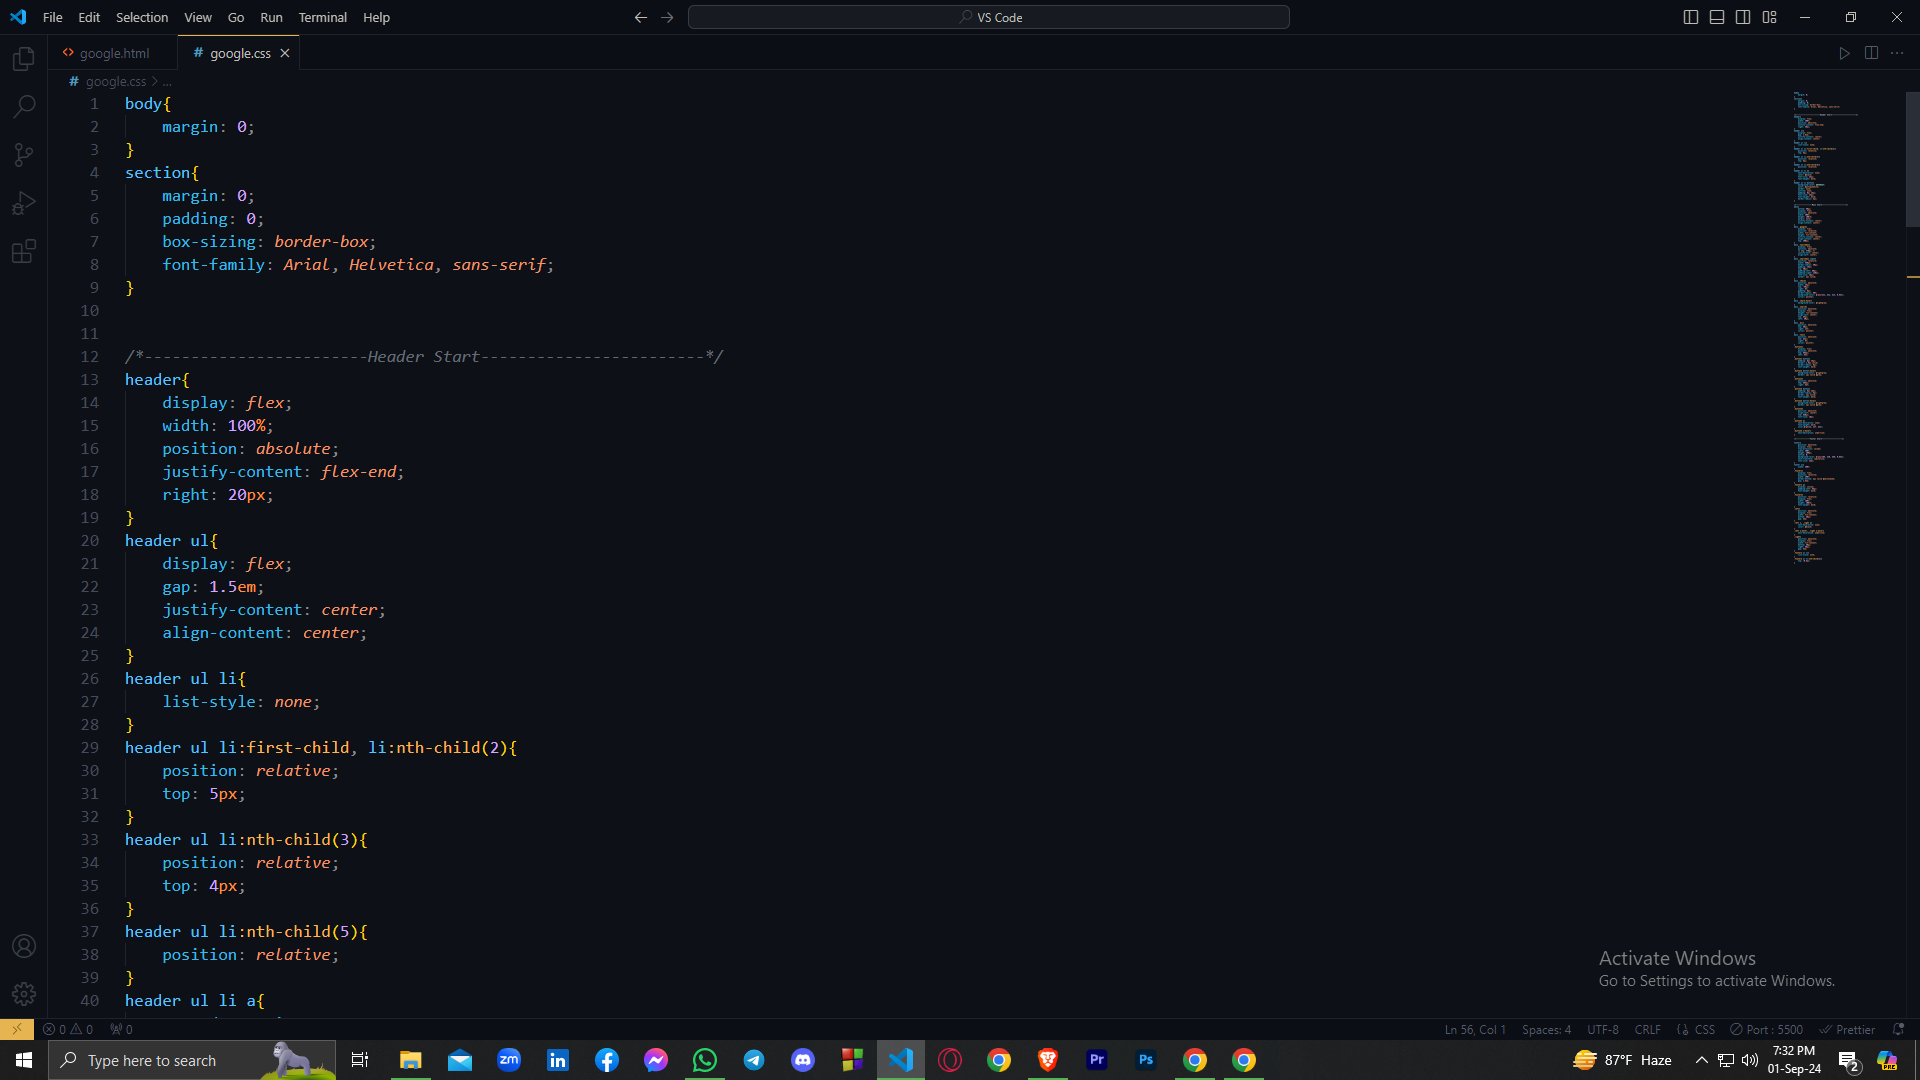 File Edit Selection View Go Run Terminal Help
VS Code
google.html
# google.css
# google.css > ...
1 body{
2 margin: 0;
3 }
4 section{
5 margin: 0;
6 padding: 0;
7 box-sizing: border-box;
8 font-family: Arial, Helvetica, sans-serif;
9 }
10
11
12 /*------------------------Header Start------------------------*/
13 header{
14 display: flex;
15 width: 100%;
16 position: absolute;
17 justify-content: flex-end;
18 right: 20px;
19 }
20 header ul{
21 display: flex;
22 gap: 1.5em;
23 justify-content: center;
24 align-content: center;
25 }
26 header ul li{
27 list-style: none;
28 }
29 header ul li:first-child, li:nth-child(2){
30 position: relative;
31 top: 5px;
32 }
33 header ul li:nth-child(3){
34 position: relative;
35 top: 4px;
36 }
37 header ul li:nth-child(5){
38 position: relative;
39 }
40 header ul li a{
Activate Windows
Go to Settings to activate Windows.
0 0 0
Ln 56, Col 1 Spaces: 4 UTF-8 CRLF {} CSS Port : 5500 Prettier
Type here to search
zm
in
Pr
Ps
87°F Haze
7:32 PM
01-Sep-24
2
PRE